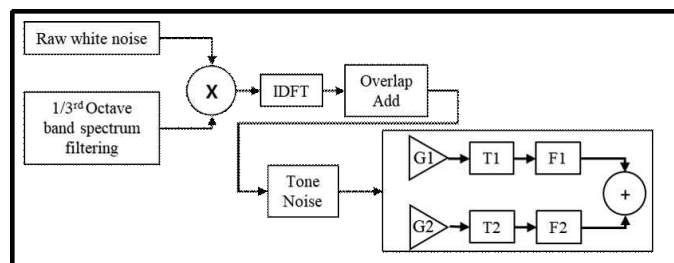 Raw white noise
1/3rd Octave
band spectrum
filtering
X
IDFT
Overlap
Add
Tone
Noise
G1
T1
F1
G2
T2
F2
+